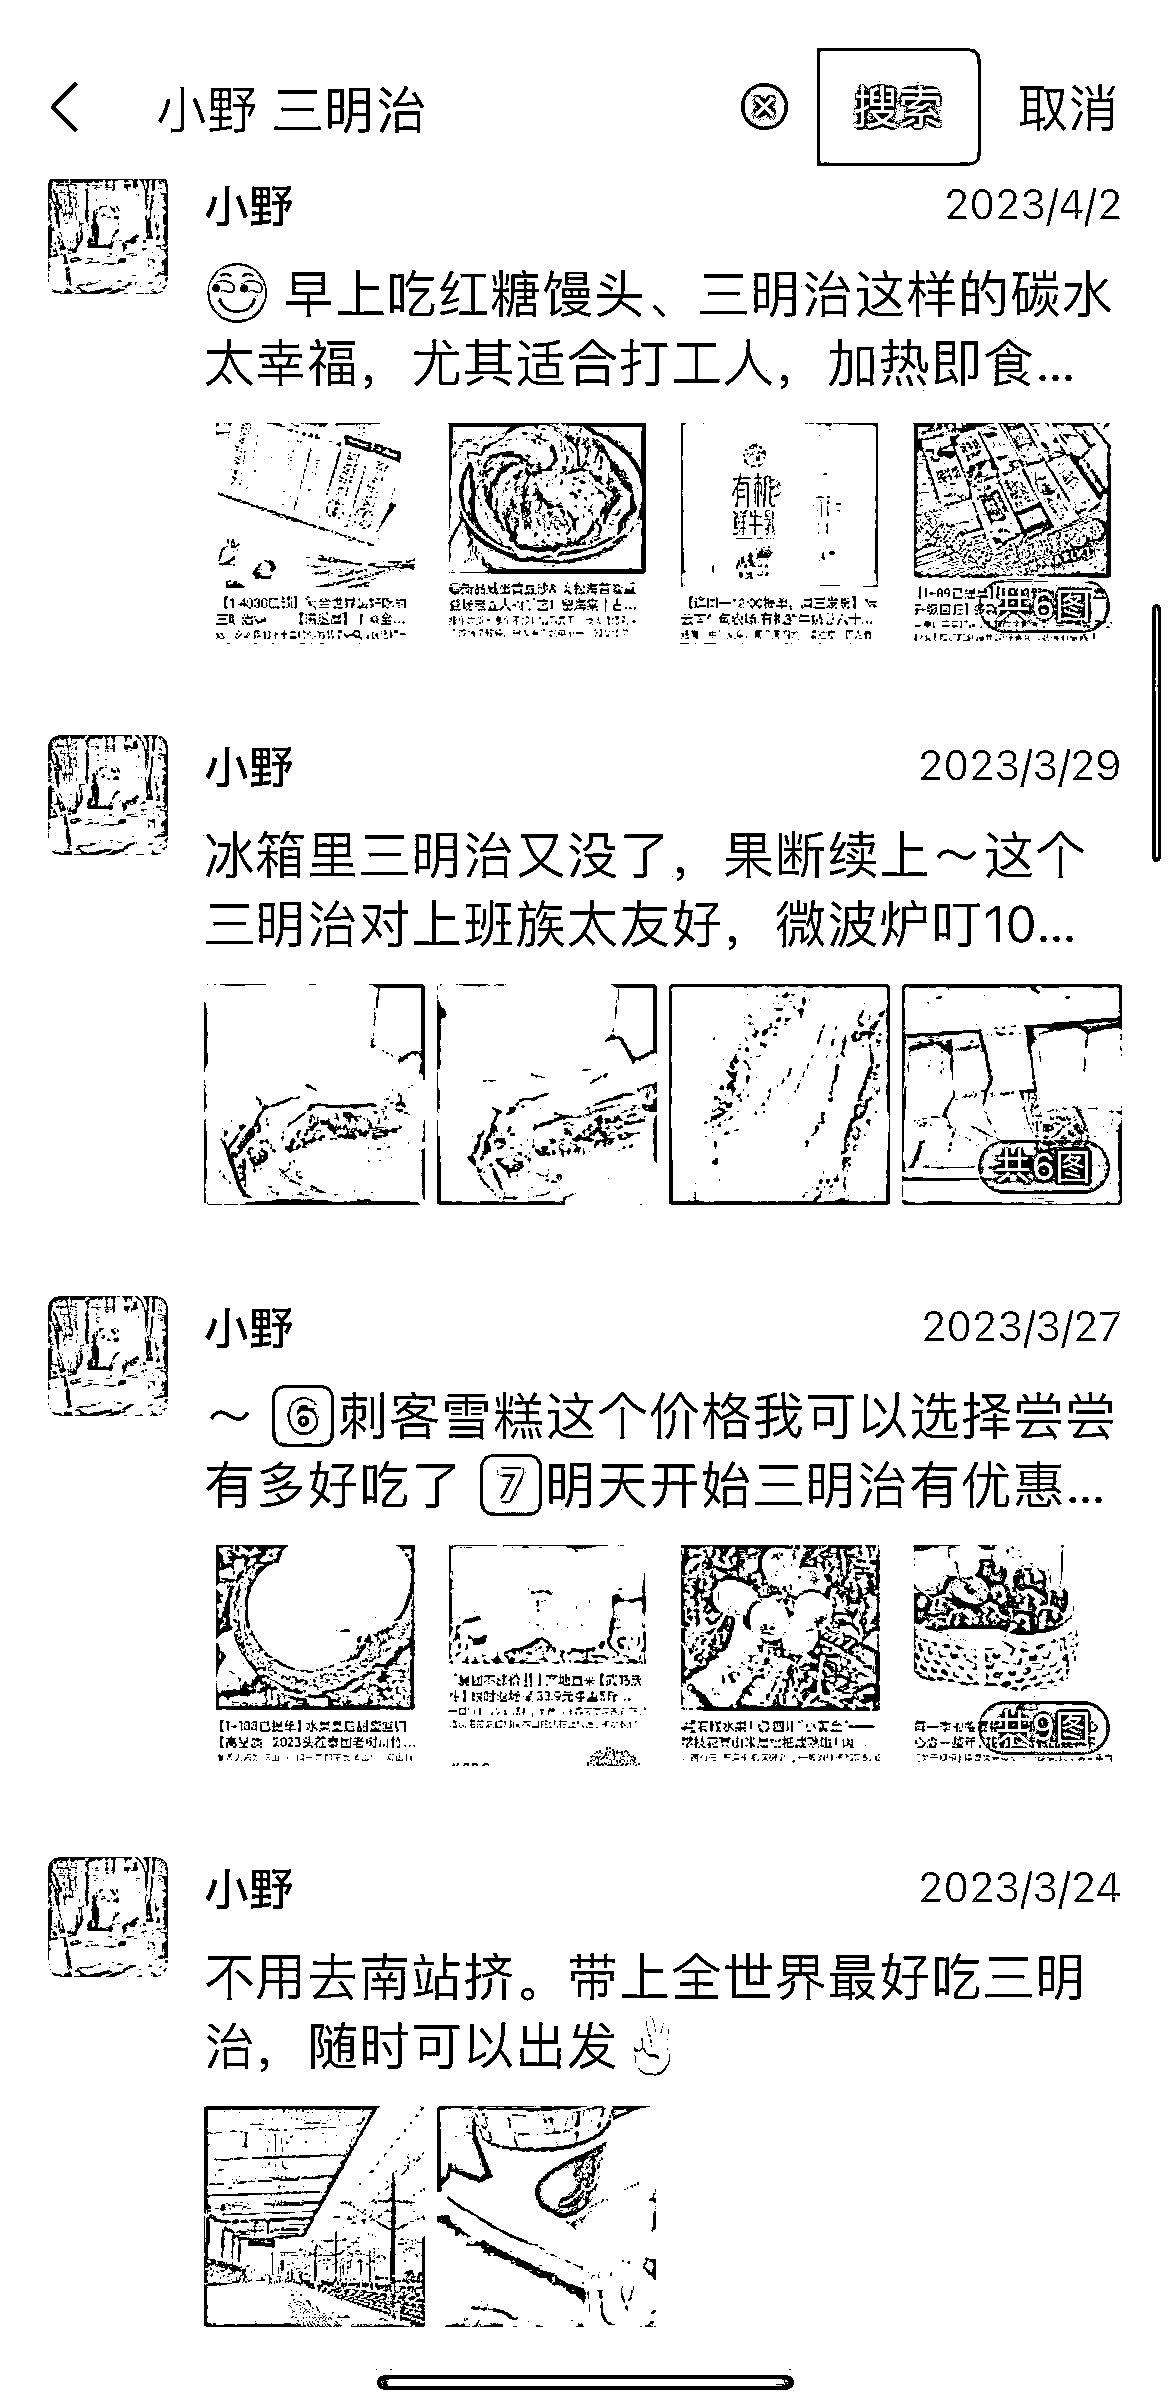 小野 三明治
搜索
取消
小野
2023/4/2
早上吃红糖馒头、三明治这样的碳水
太幸福，尤其适合打工人，加热即食...
有桃
鲜牛乳
共6图
小野
2023/3/29
冰箱里三明治又没了，果断续上～这个
三明治对上班族太友好，微波炉叮10...
共6图
小野
2023/3/27
～ 6刺客雪糕这个价格我可以选择尝尝
有多好吃了 7明天开始三明治有优惠...
共9图
小野
2023/3/24
不用去南站挤。带上全世界最好吃三明
治，随时可以出发✌